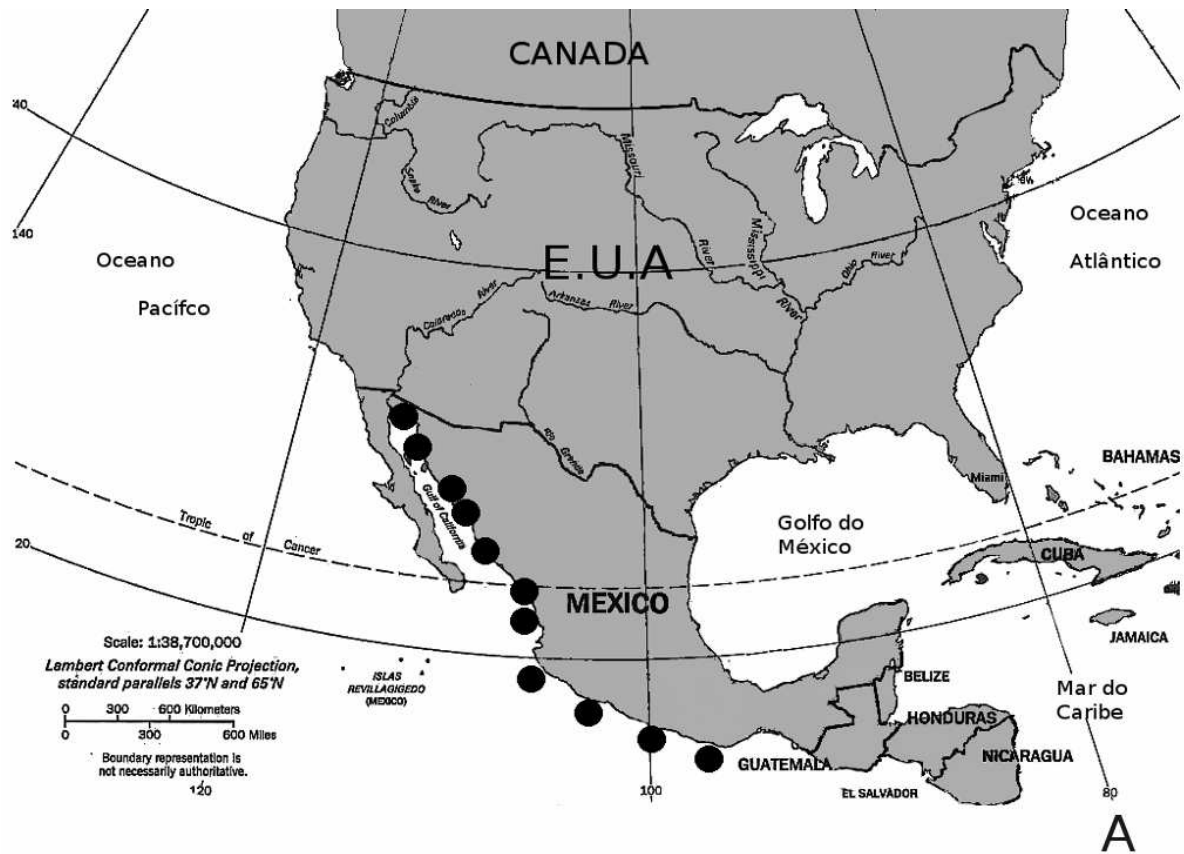 CANADA
40
Columbia
Missouri
Snake
River
140
Oceano
Pacífco
Oceano
Atlântico
E.U.A
River
Mississippi
River
Ohio River
Colorado River
Arkansas River
Rio Grande
Gulf of California
Miami
BAHAMAS
Golfo do
México
Tropic of Cancer
20
CUBA
MEXICO
JAMAICA
Scale: 1:38,700,000
Lambert Conformal Conic Projection,
standard parallels 37°N and 65°N
0 300 600 Kilometers
0 300 600 Miles
Boundary representation is
not necessarily authoritative.
ISLAS
REVILLAGIGEDO
(MEXICO)
BELIZE
Mar do
Caribe
HONDURAS
NICARAGUA
GUATEMALA
EL SALVADOR
120
100
80
A